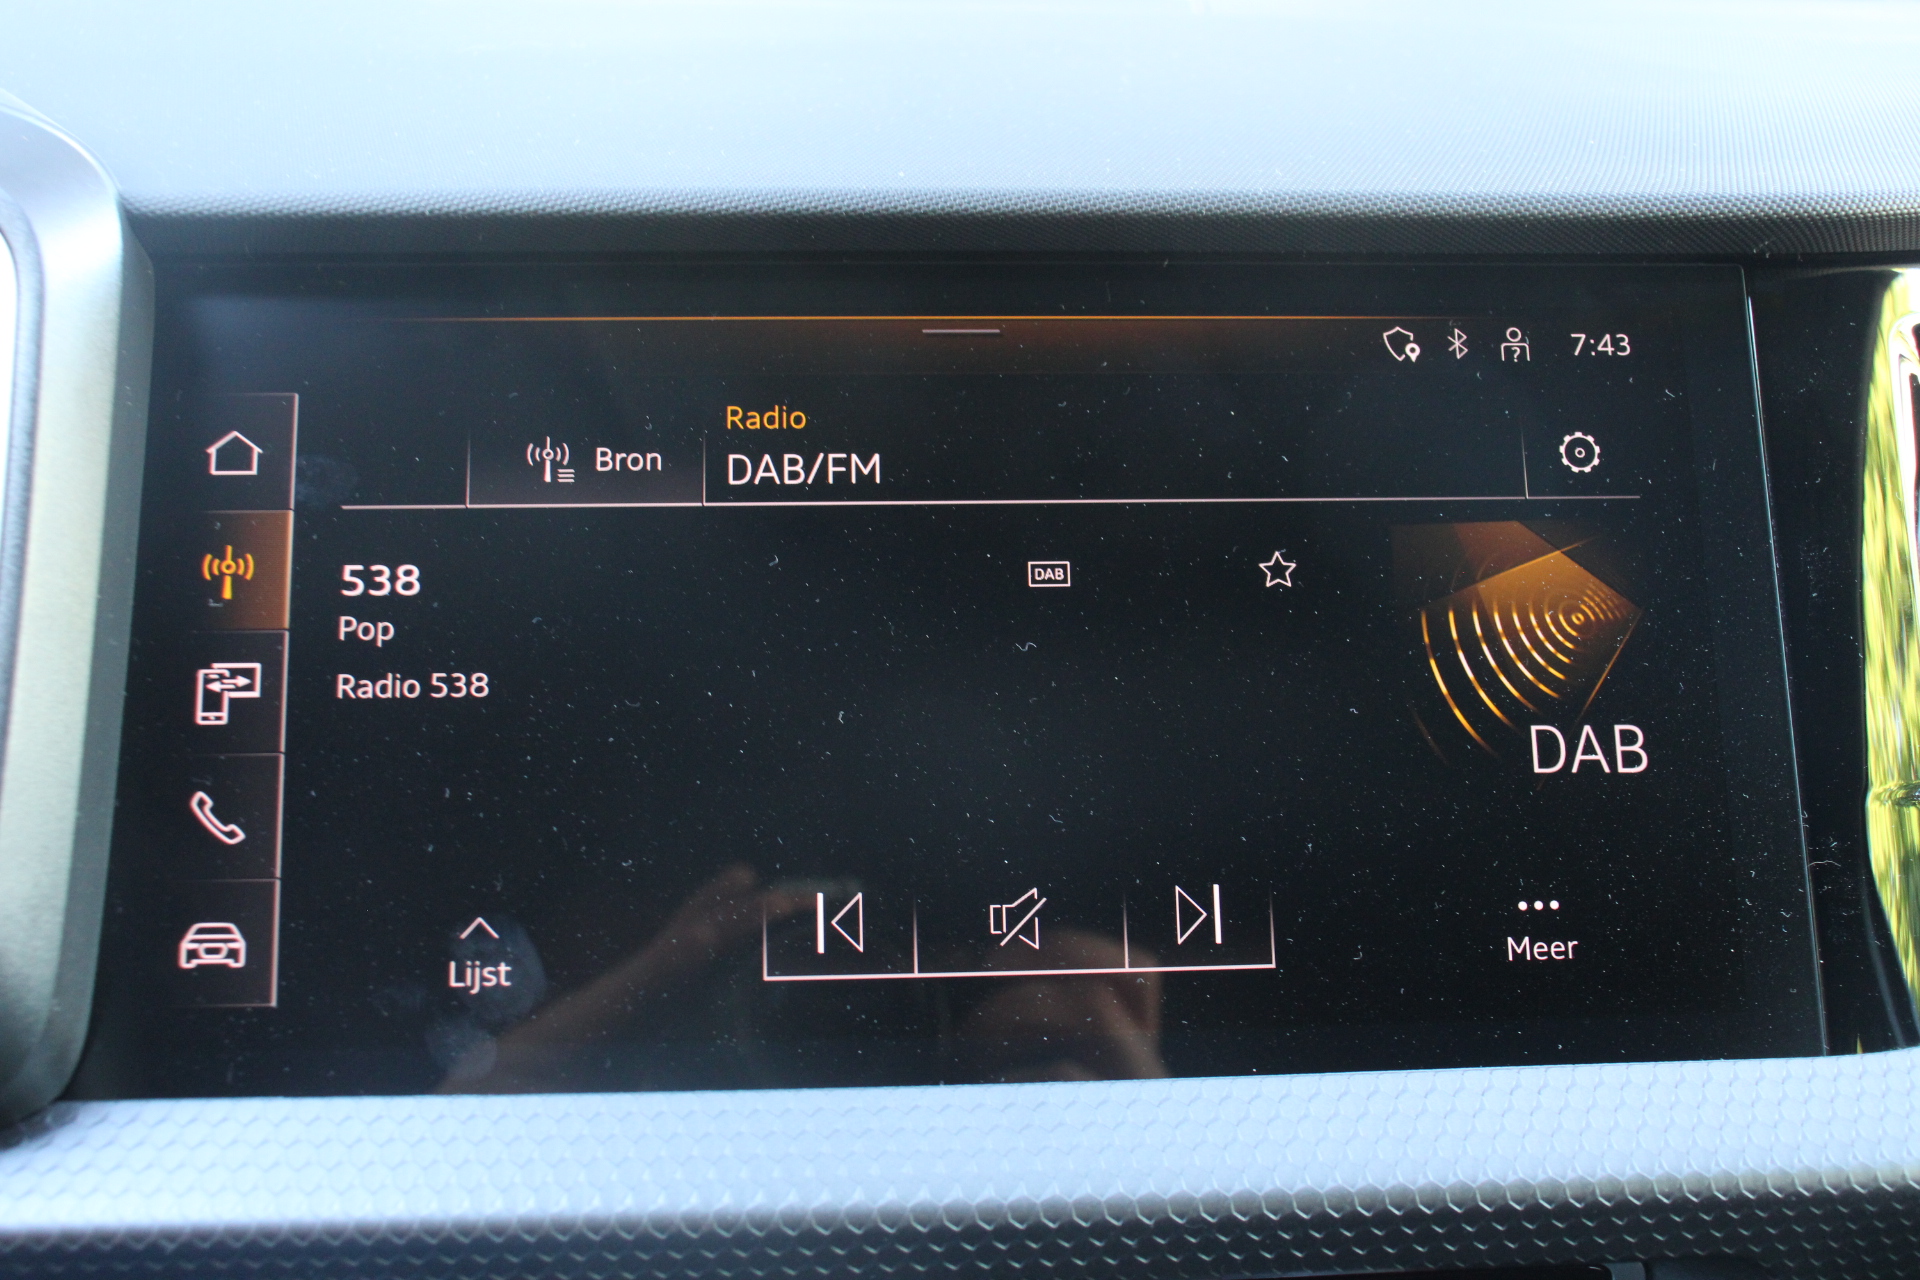 7:43
Radio
Bron
DAB/FM
538
DAB
Pop
Radio 538
DAB
Lijst
Meer